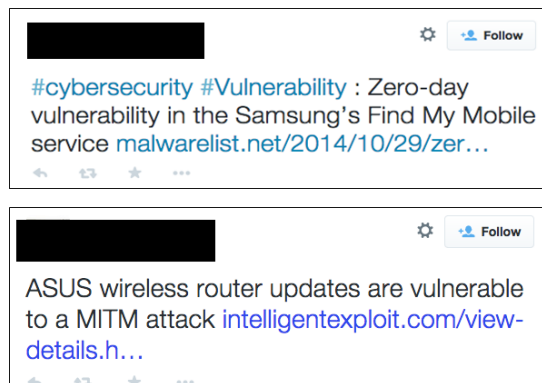 Follow
#cybersecurity #Vulnerability : Zero-day
vulnerability in the Samsung's Find My Mobile
service malwarelist.net/2014/10/29/zer…
Follow
ASUS wireless router updates are vulnerable
to a MITM attack intelligentexploit.com/view-
details.h…